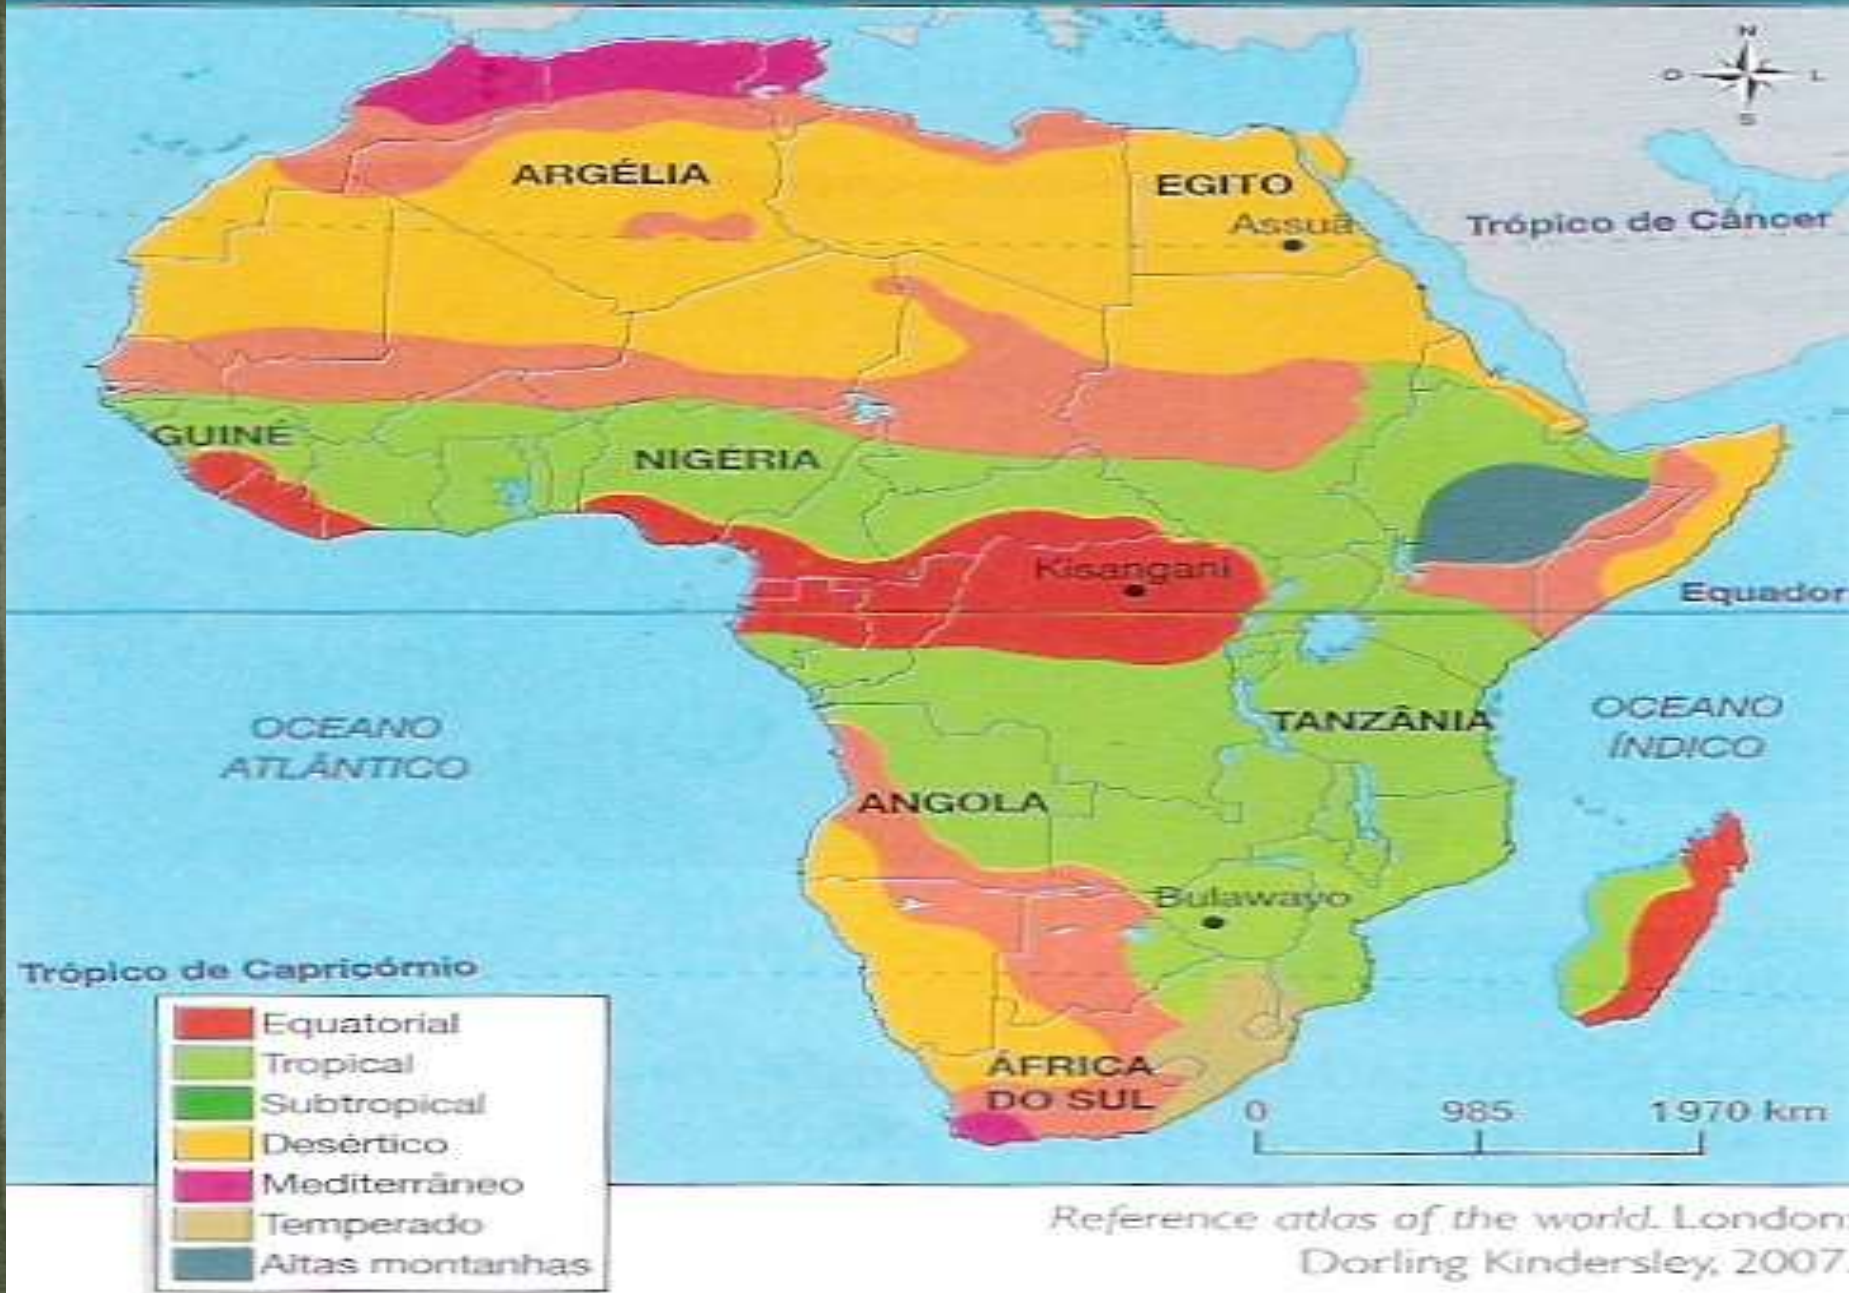 N
O L
S
ARGÉLIA
EGITO
Assuã
Trópico de Câncer
GUINÉ
NIGÉRIA
Kisangani
Equador
OCEANO
ATLÂNTICO
TANZÂNIA
OCEANO
ÍNDICO
ANGOLA
Bulawayo
Trópico de Capricórnio
Equatorial
Tropical
Subtropical
Desértico
Mediterrâneo
Temperado
Altas montanhas
ÁFRICA
DO SUL
0 985 1970 km
Reference atlas of the world. London:
Dorling Kindersley, 2007.